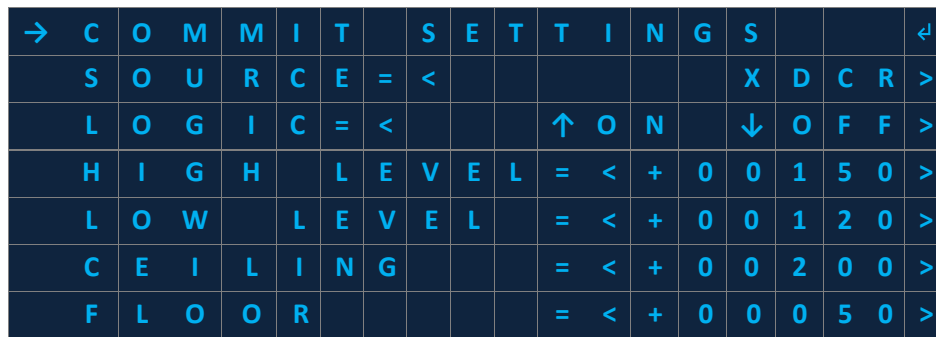 → COMMIT SETTINGS ↵
SOURCE=< XDCR>
LOGIC=< ↑ON ↓OFF>
HIGH LEVEL=<+00150>
LOW LEVEL =<+00120>
CEILING =<+00200>
FLOOR =<+00050>